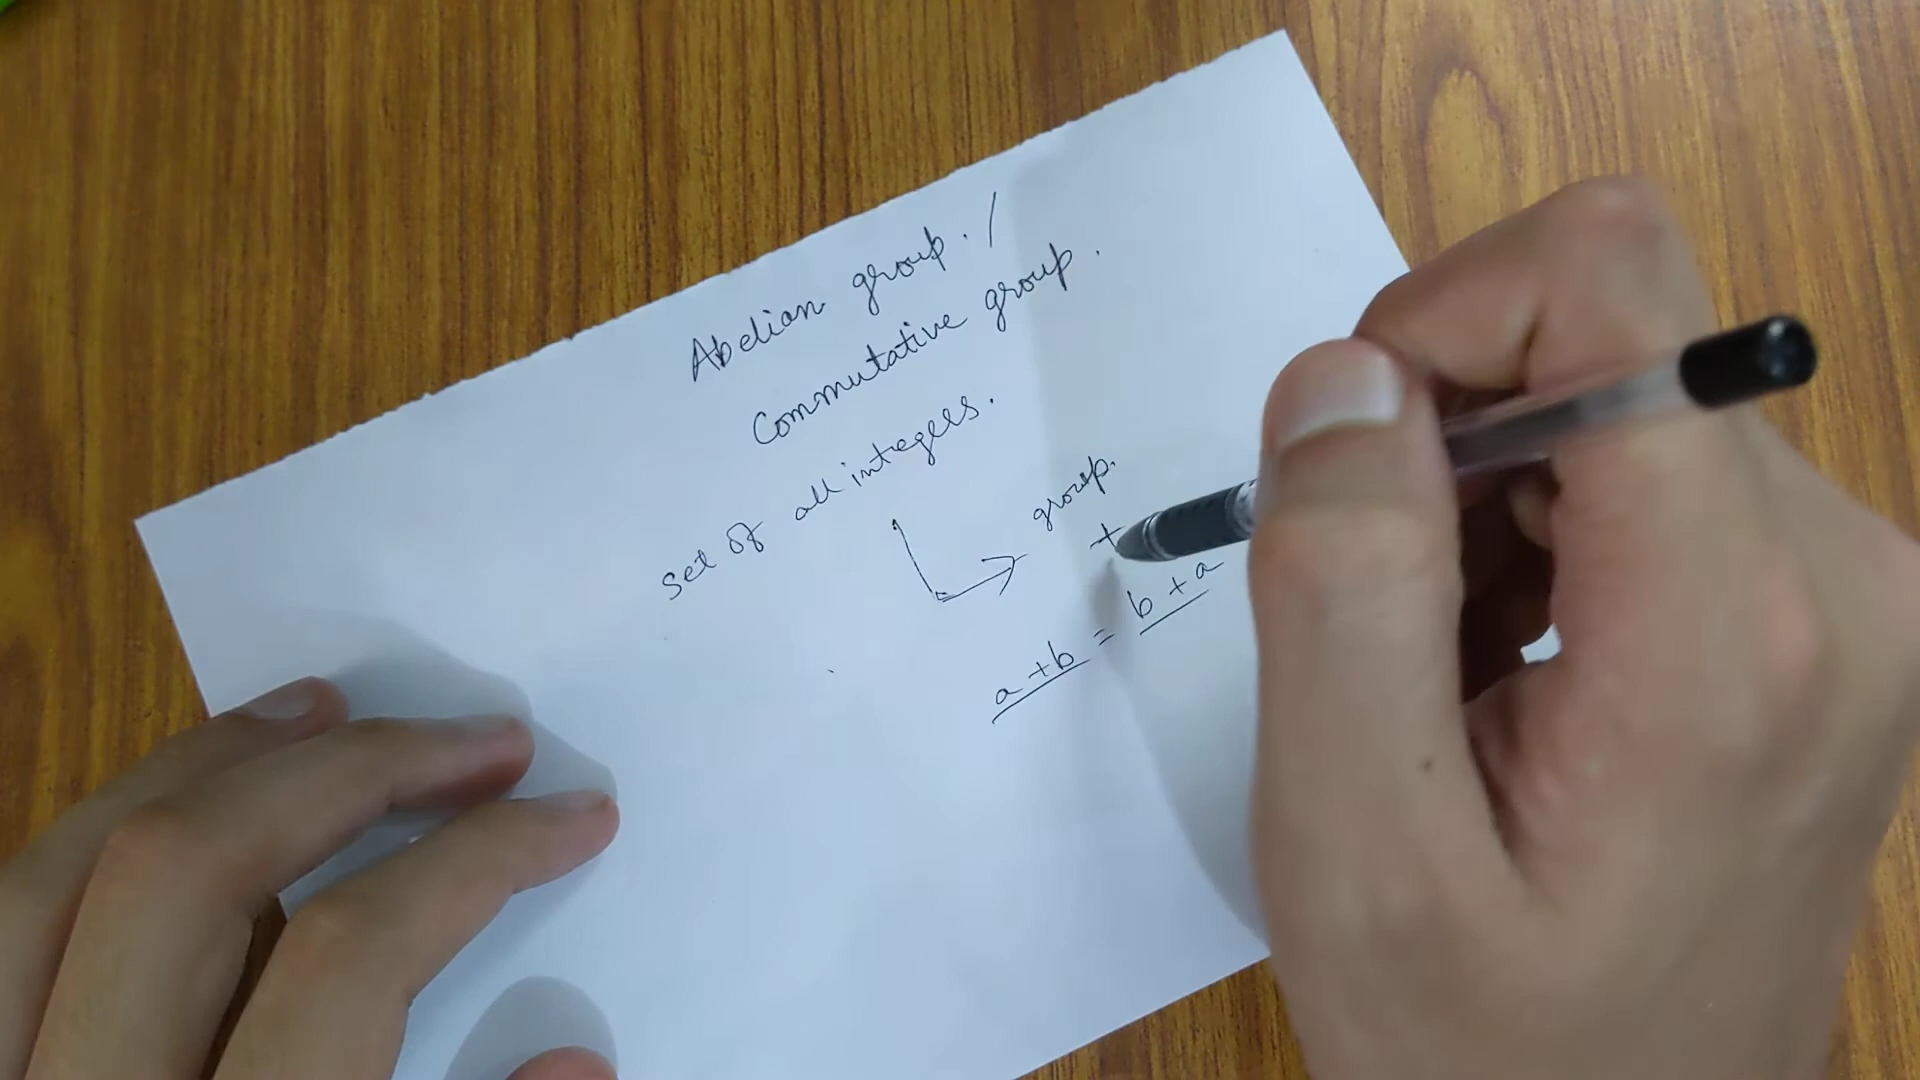 Abelian group. /
Commutative group.
set of all integers.
group.
+
a + b = b + a